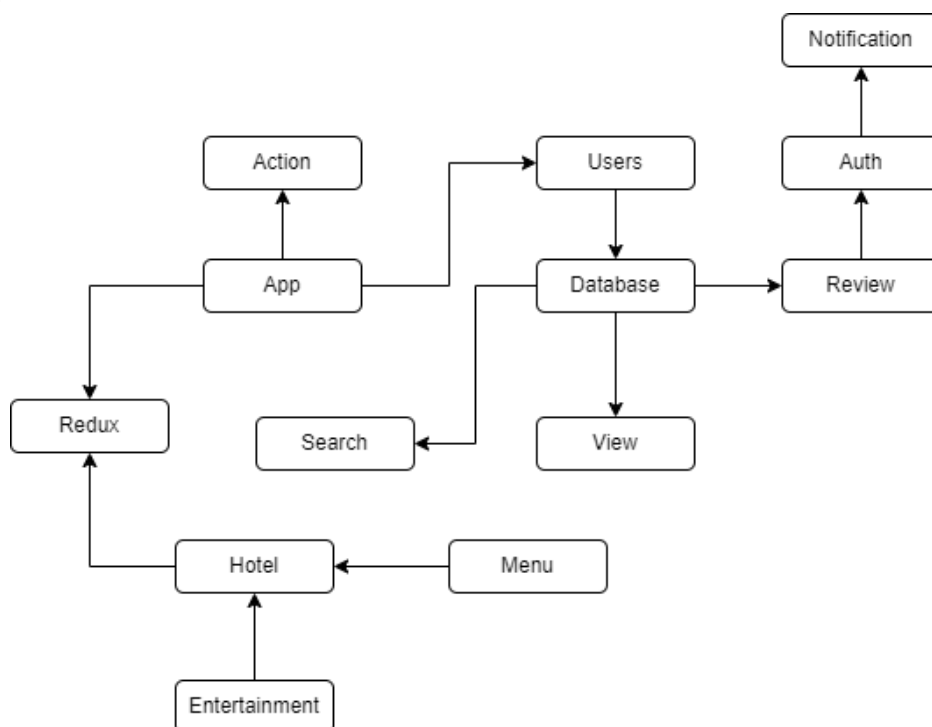 Notification
Action
Users
Auth
App
Database
Review
Redux
Search
View
Hotel
Menu
Entertainment